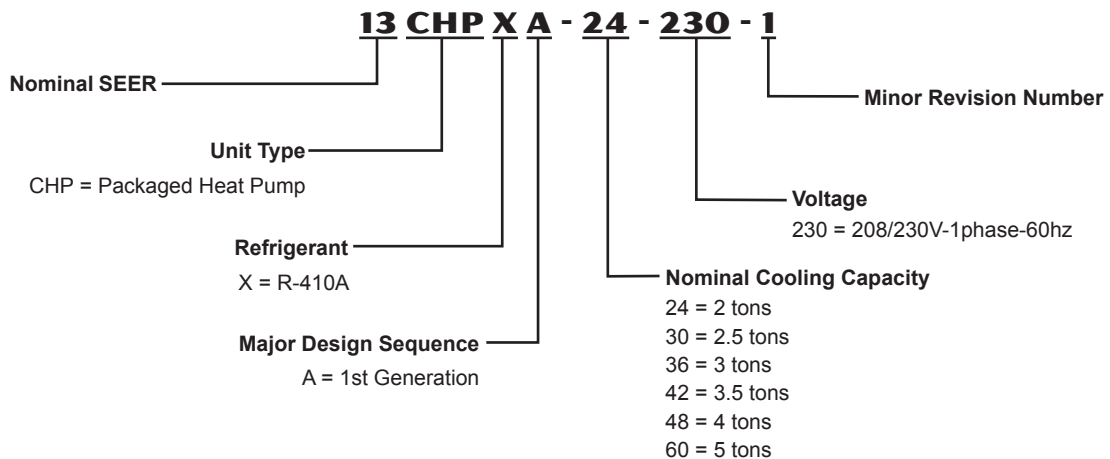 13 CHP X A - 24 - 230 - 1
Nominal SEER
Minor Revision Number
Unit Type
CHP = Packaged Heat Pump
Voltage
230 = 208/230V-1phase-60hz
Refrigerant
X = R-410A
Nominal Cooling Capacity
24 = 2 tons
30 = 2.5 tons
36 = 3 tons
42 = 3.5 tons
48 = 4 tons
60 = 5 tons
Major Design Sequence
A = 1st Generation